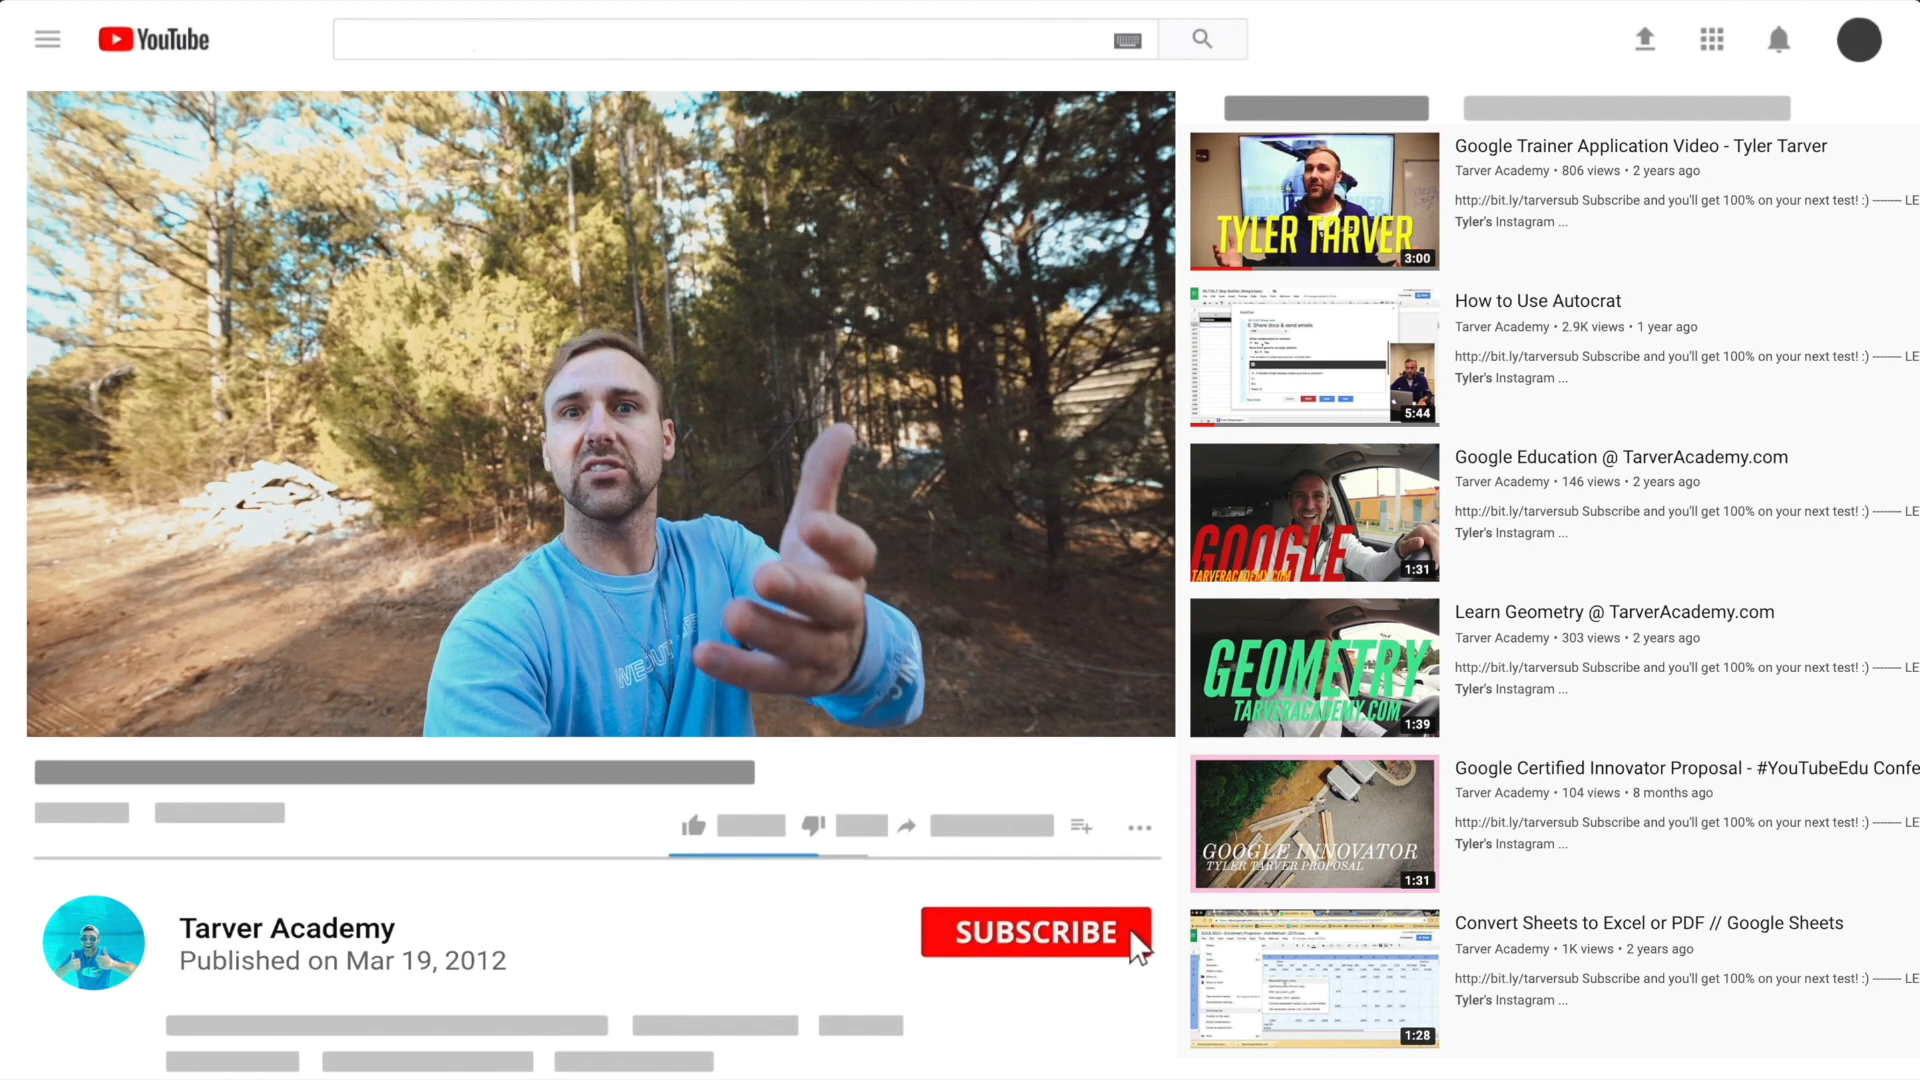 YouTube
TYLER TARVER
3:00
Google Trainer Application Video - Tyler Tarver
Tarver Academy • 806 views • 2 years ago
http://bit.ly/tarversub Subscribe and you'll get 100% on your next test! :) -------- LE
Tyler's Instagram ...
8. Share docs & send emails
5:44
How to Use Autocrat
Tarver Academy • 2.9K views • 1 year ago
http://bit.ly/tarversub Subscribe and you'll get 100% on your next test! :) -------- LE
Tyler's Instagram ...
GOOGLE
TARVERACADEMY.COM
1:31
Google Education @ TarverAcademy.com
Tarver Academy • 146 views • 2 years ago
http://bit.ly/tarversub Subscribe and you'll get 100% on your next test! :) -------- LE
Tyler's Instagram ...
GEOMETRY
TARVERACADEMY.COM
1:39
Learn Geometry @ TarverAcademy.com
Tarver Academy • 303 views • 2 years ago
http://bit.ly/tarversub Subscribe and you'll get 100% on your next test! :) -------- LE
Tyler's Instagram ...
GOOGLE INNOVATOR
TYLER TARVER PROPOSAL
1:31
Google Certified Innovator Proposal - #YouTubeEdu Confe
Tarver Academy • 104 views • 8 months ago
http://bit.ly/tarversub Subscribe and you'll get 100% on your next test! :) -------- LE
Tyler's Instagram ...
1:28
Convert Sheets to Excel or PDF // Google Sheets
Tarver Academy • 1K views • 2 years ago
http://bit.ly/tarversub Subscribe and you'll get 100% on your next test! :) -------- LE
Tyler's Instagram ...
Tarver Academy
Published on Mar 19, 2012
SUBSCRIBE